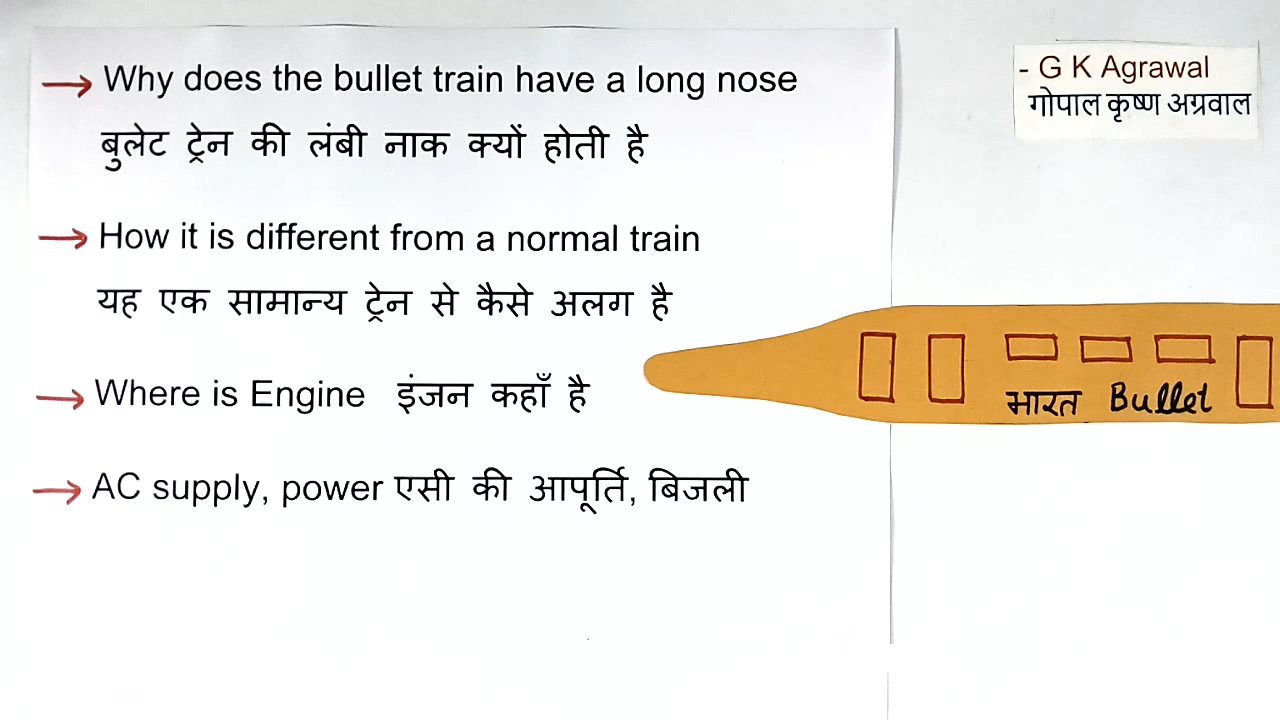 → Why does the bullet train have a long nose
बुलेट ट्रेन की लंबी नाक क्यों होती है
→ How it is different from a normal train
यह एक सामान्य ट्रेन से कैसे अलग है
→ Where is Engine इंजन कहाँ है
→ AC supply, power एसी की आपूर्ति, बिजली
- G K Agrawal
गोपाल कृष्ण अग्रवाल
भारत Bullet